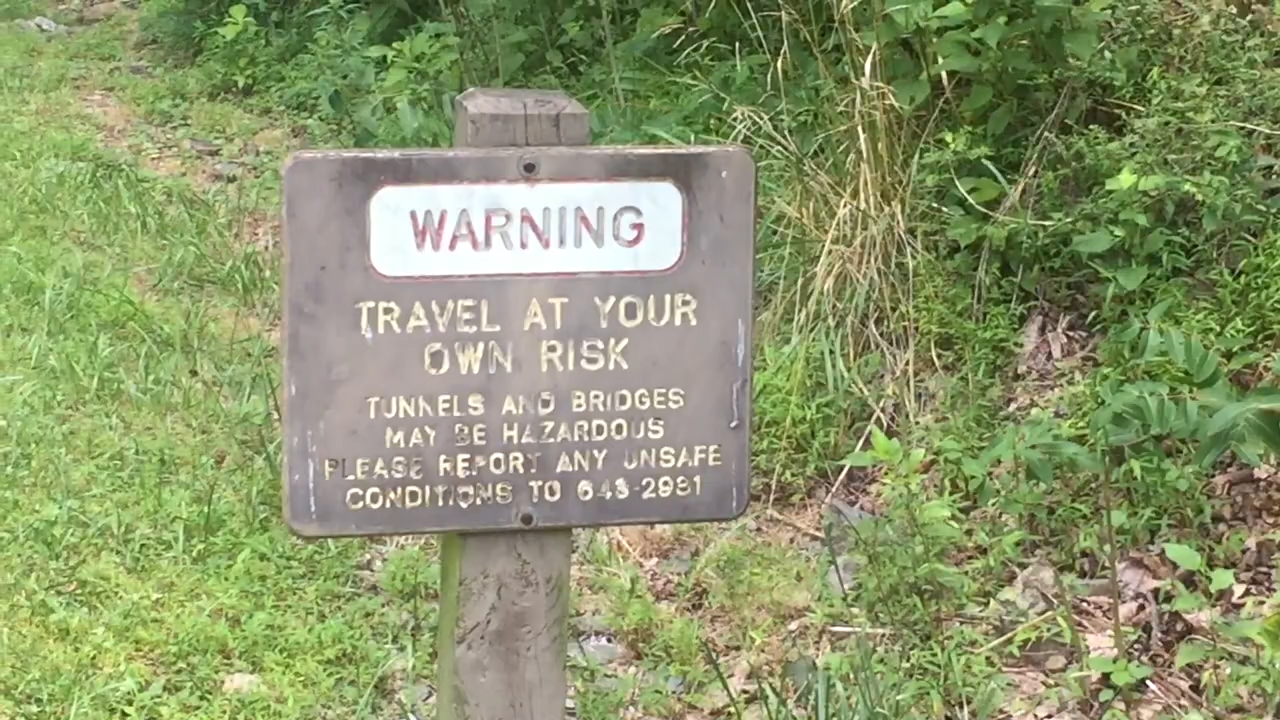 WARNING
TRAVEL AT YOUR
OWN RISK
TUNNELS AND BRIDGES
MAY BE HAZARDOUS
PLEASE REPORT ANY UNSAFE
CONDITIONS TO 643-2981